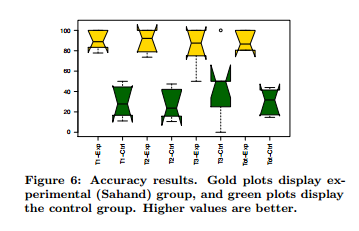 100
80
60
40
20
0
T1-Exp
T1-Ctrl
T2-Exp
T2-Ctrl
T3-Exp
T3-Ctrl
Tot-Exp
Tot-Ctrl
Figure 6: Accuracy results. Gold plots display ex-
perimental (Sahand) group, and green plots display
the control group. Higher values are better.